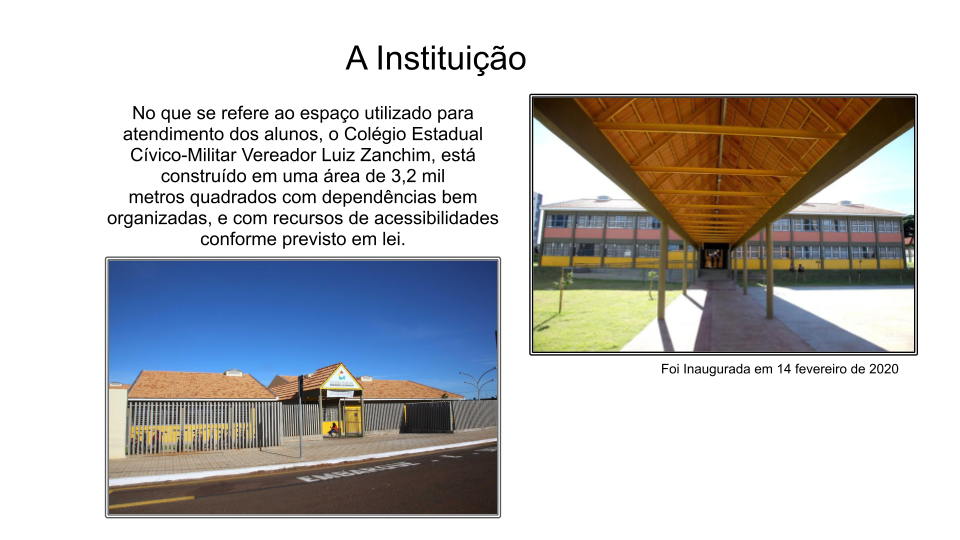 A Instituição
No que se refere ao espaço utilizado para
atendimento dos alunos, o Colégio Estadual
Cívico-Militar Vereador Luiz Zanchim, está
construído em uma área de 3,2 mil
metros quadrados com dependências bem
organizadas, e com recursos de acessibilidades
conforme previsto em lei.
EMBARQUE
Foi Inaugurada em 14 fevereiro de 2020